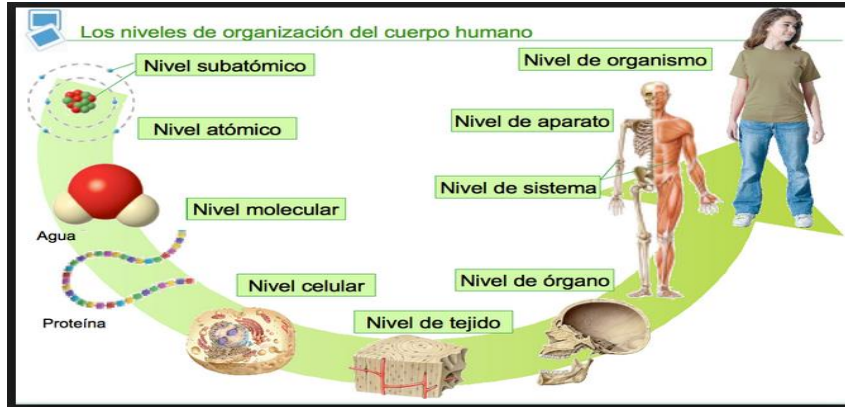 Los niveles de organización del cuerpo humano
Nivel subatómico
Nivel atómico
Nivel molecular
Agua
Proteína
Nivel celular
Nivel de tejido
Nivel de órgano
Nivel de sistema
Nivel de aparato
Nivel de organismo